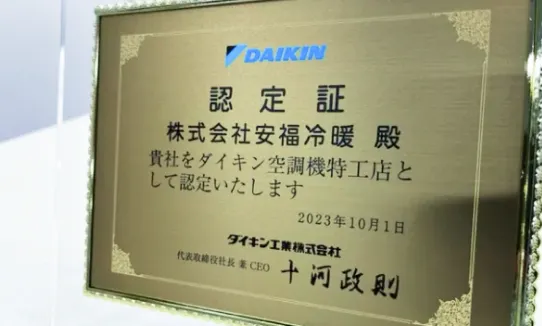 DAIKIN
認定証
株式会社安福冷暖 殿
貴社をダイキン空調機特工店と
して認定いたします
2023年10月1日
ダイキン工業株式会社
代表取締役社長 兼 CEO 十河政則